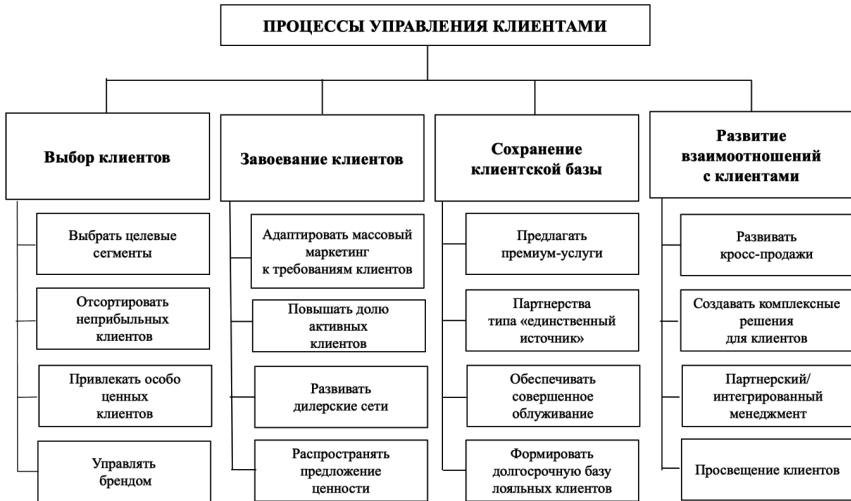 ПРОЦЕССЫ УПРАВЛЕНИЯ КЛИЕНТАМИ
Выбор клиентов
Выбрать целевые
сегменты
Отсортировать
неприбыльных
клиентов
Привлекать особо
ценных
клиентов
Управлять
брендом
Завоевание клиентов
Адаптировать массовый
маркетинг
к требованиям клиентов
Повышать долю
активных
клиентов
Развивать
дилерские сети
Распространять
предложение
ценности
Сохранение
клиентской базы
Предлагать
премиум-услуги
Партнерства
типа «единственный
источник»
Обеспечивать
совершенное
облуживание
Формировать
долгосрочную базу
лояльных клиентов
Развитие
взаимоотношений
с клиентами
Развивать
кросс-продажи
Создавать комплексные
решения
для клиентов
Партнерский/
интегрированный
менеджмент
Просвещение клиентов